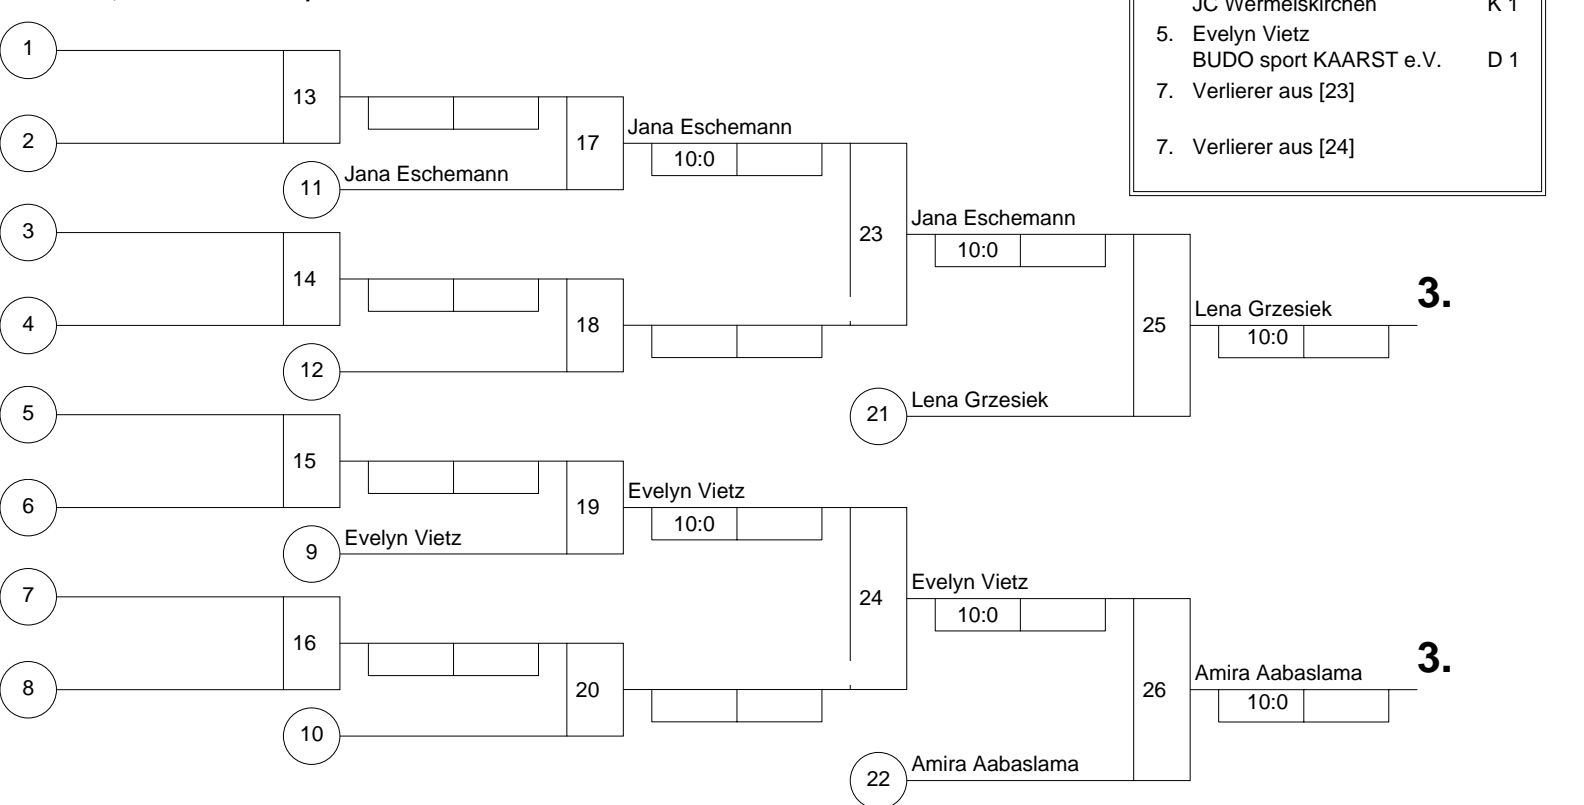 JC Wermelskirchen K 1
5. Evelyn Vietz
BUDO sport KAARST e.V. D 1
7. Verlierer aus [23]
7. Verlierer aus [24]
1
13
2
17
Jana Eschemann
10:0
11
Jana Eschemann
3
23
Jana Eschemann
10:0
14
4
18
12
25
Lena Grzesiek
10:0
3.
21
Lena Grzesiek
5
15
6
19
Evelyn Vietz
10:0
9
Evelyn Vietz
7
24
Evelyn Vietz
10:0
16
8
20
10
26
Amira Aabaslama
10:0
3.
22
Amira Aabaslama